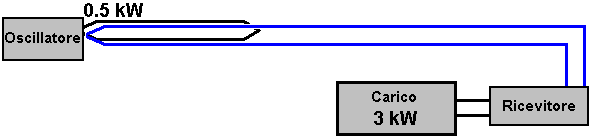 0.5 kW
Oscillatore
Carico
3 kW
Ricevitore